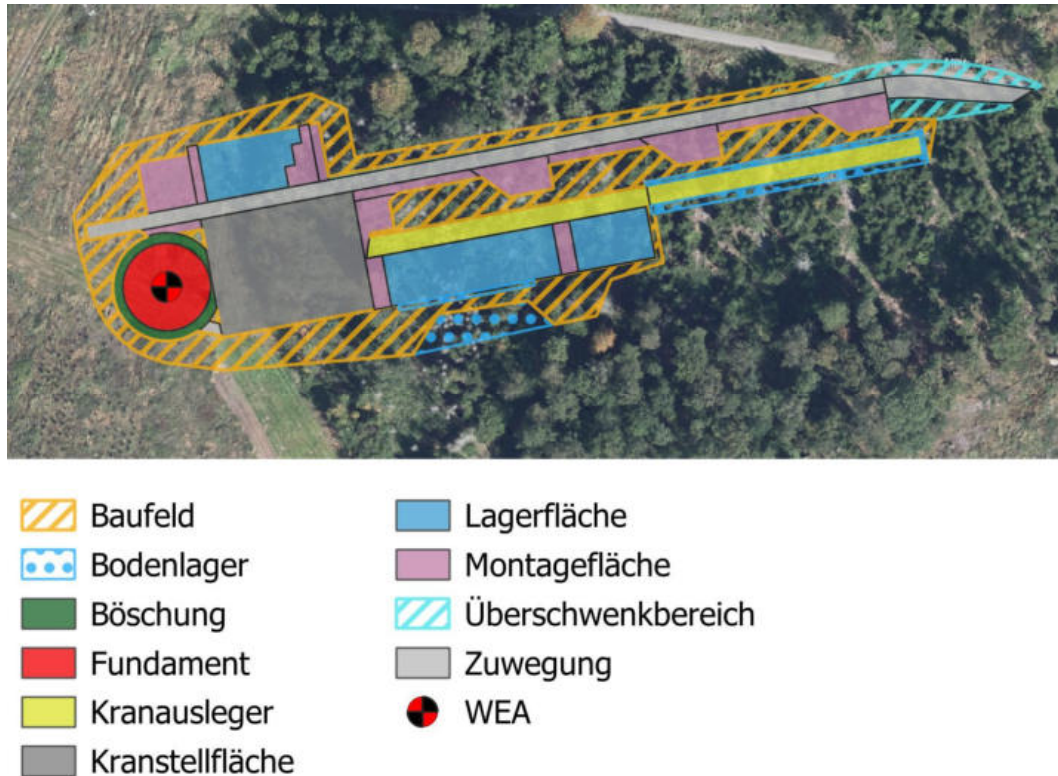 Baufeld
Bodenlager
Böschung
Fundament
Kranausleger
Kranstellfläche
Lagerfläche
Montagefläche
Überschwenkbereich
Zuwegung
WEA